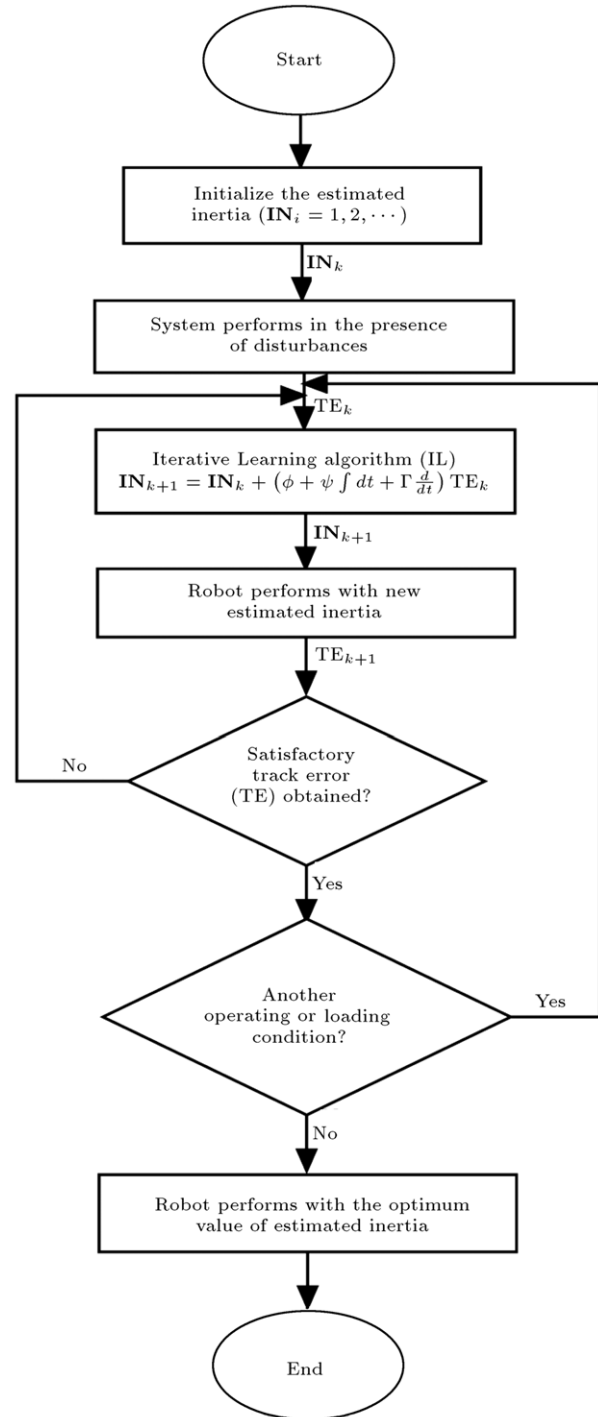 Start
Initialize the estimated
inertia (IN_i = 1, 2, ⋯)
IN_k
System performs in the presence
of disturbances
TE_k
Iterative Learning algorithm (IL)
IN_{k+1} = IN_k + (ϕ + ψ ∫ dt + Γ d/dt) TE_k
IN_{k+1}
Robot performs with new
estimated inertia
TE_{k+1}
No
Satisfactory
track error
(TE) obtained?
Yes
Another
operating or loading
condition?
Yes
No
Robot performs with the optimum
value of estimated inertia
End